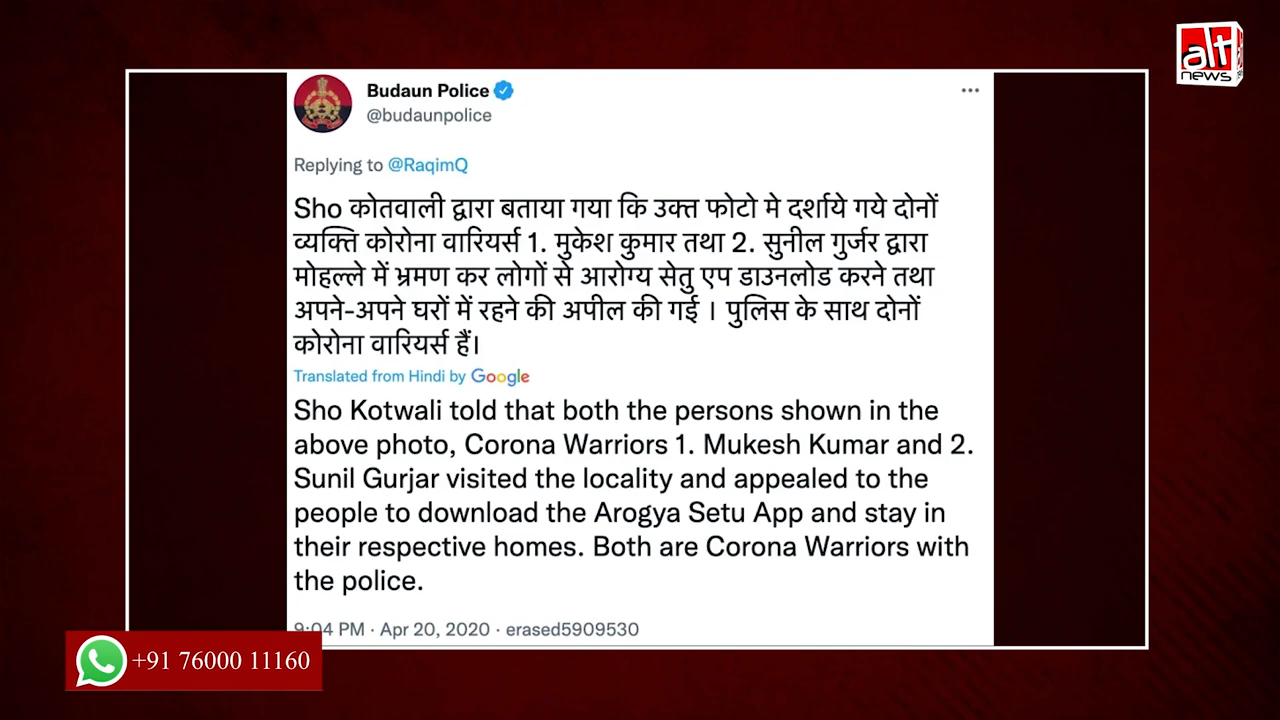 alt
news
Budaun Police
@budaunpolice
Replying to @RaqimQ
Sho कोतवाली द्वारा बताया गया कि उक्त फोटो मे दर्शाये गये दोनों
व्यक्ति कोरोना वारियर्स 1. मुकेश कुमार तथा 2. सुनील गुर्जर द्वारा
मोहल्ले में भ्रमण कर लोगों से आरोग्य सेतु एप डाउनलोड करने तथा
अपने-अपने घरों में रहने की अपील की गई । पुलिस के साथ दोनों
कोरोना वारियर्स हैं।
Translated from Hindi by Google
Sho Kotwali told that both the persons shown in the
above photo, Corona Warriors 1. Mukesh Kumar and 2.
Sunil Gurjar visited the locality and appealed to the
people to download the Arogya Setu App and stay in
their respective homes. Both are Corona Warriors with
the police.
9:04 PM · Apr 20, 2020 · erased5909530
+91 76000 11160